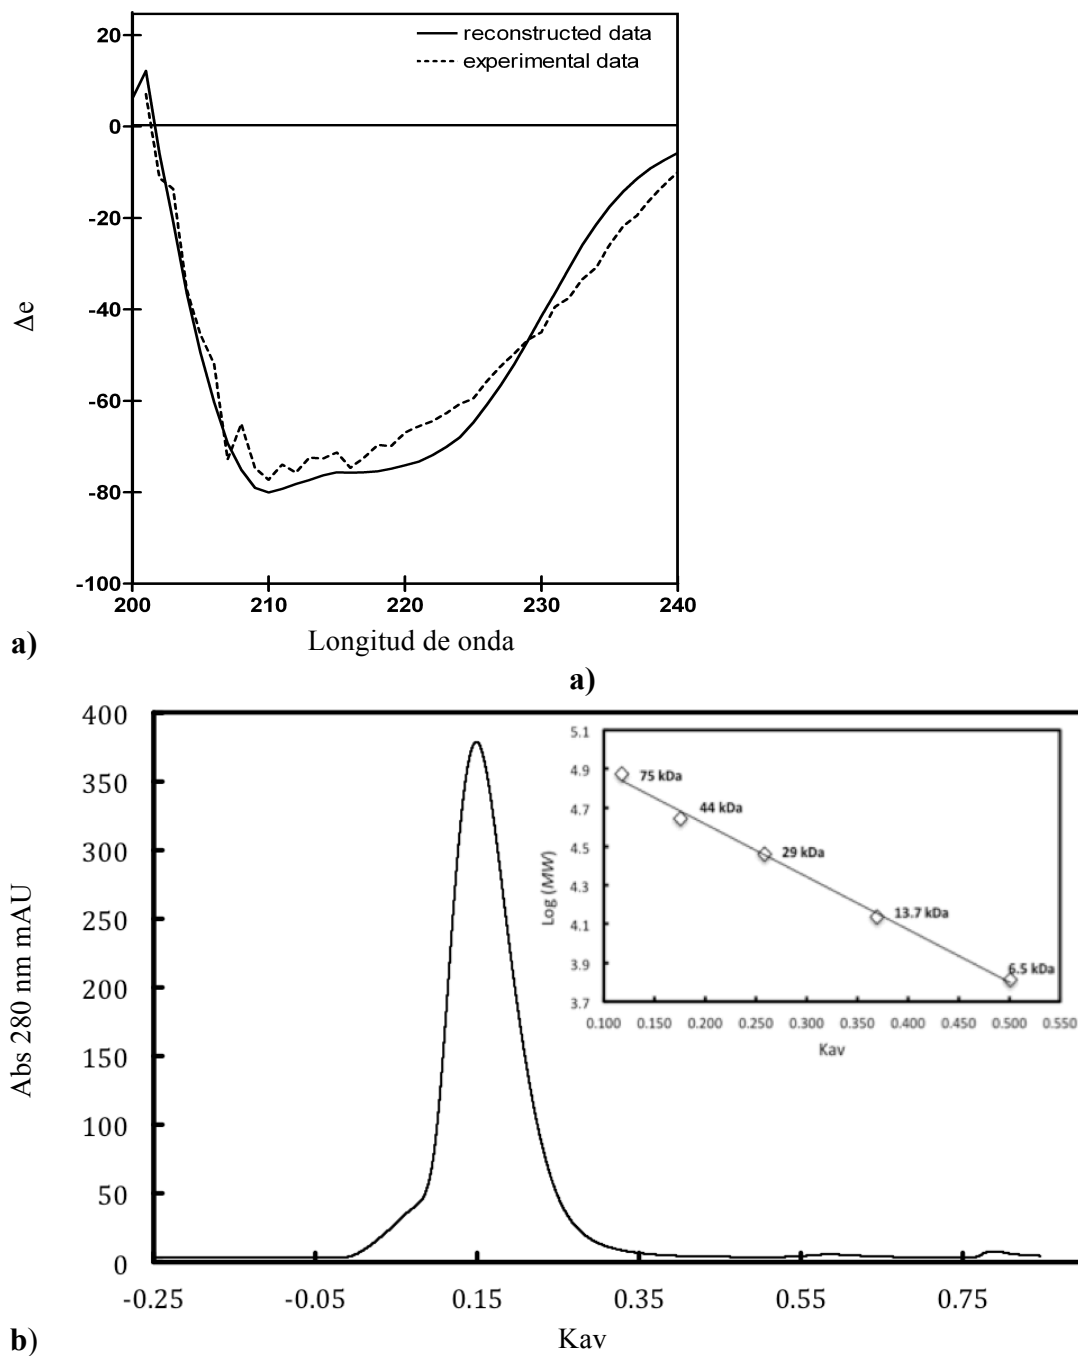 20
reconstructed data
experimental data
0
-20
-40
-60
-80
-100
Δe
200 210 220 230 240
a) Longitud de onda
a)
400
350
300
250
200
150
100
50
0
Abs 280 nm mAU
-0.25 -0.05 0.15 0.35 0.55 0.75
b) Kav
5.1
4.9
4.7
4.5
4.3
4.1
3.9
3.7
Log (MW)
75 kDa
44 kDa
29 kDa
13.7 kDa
6.5 kDa
0.100 0.150 0.200 0.250 0.300 0.350 0.400 0.450 0.500 0.550
Kav